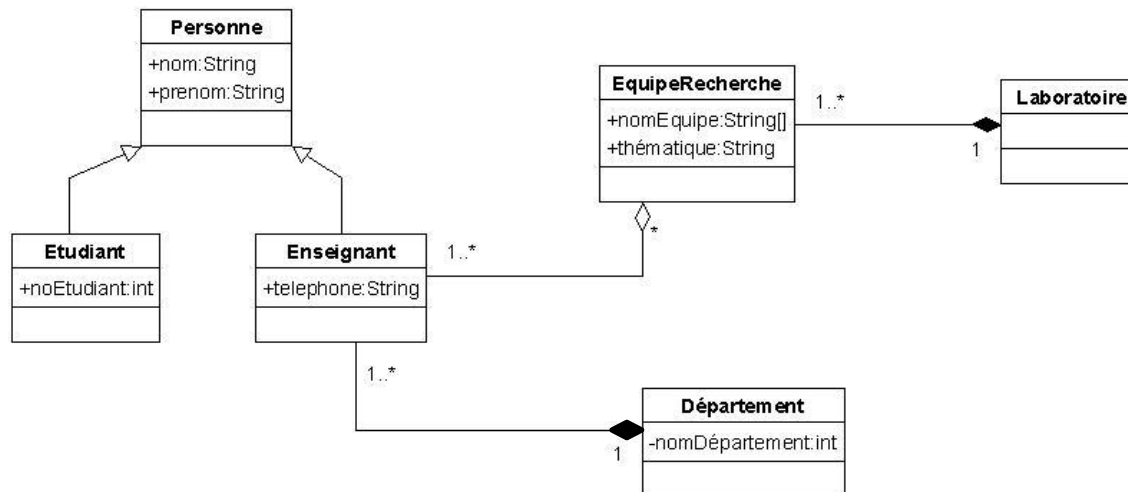 Personne
+nom:String
+prenom:String
EquipeRecherche
+nomEquipe:String[]
+thématique:String
1..*
1
Laboratoire
*
Etudiant
+noEtudiant:int
Enseignant
+telephone:String
1..*
1..*
1
Département
-nomDépartement:int